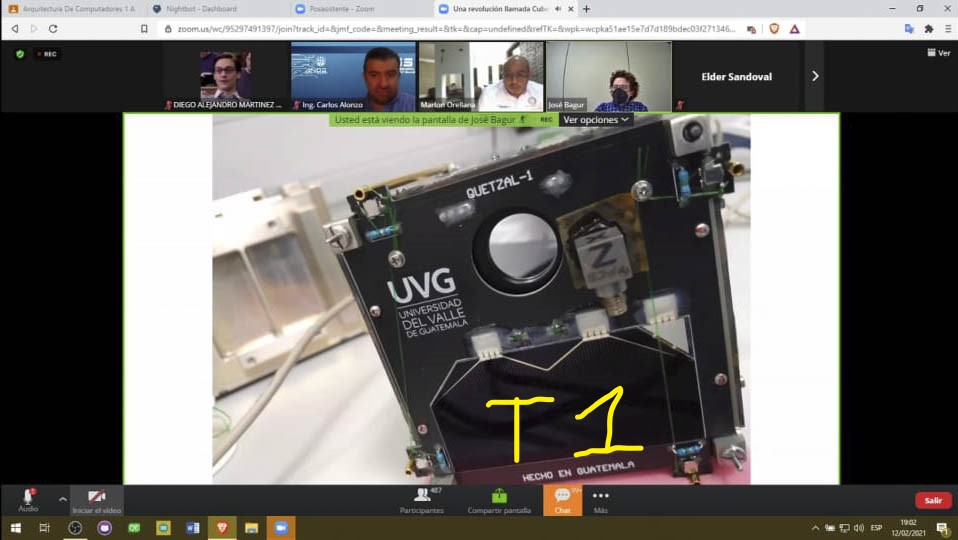 Arquitectura De Computadores 1 A
Nightbot - Dashboard
Posasistente - Zoom
Una revolución llamada Cub
zoom.us/wc/95297491397/join?track_id=&jmf_code=&meeting_result=&tk=&cap=undefined&refTK=&wpk=wcpka51ae15e7d7d189bdec03f271346...
REC
Ver
DIEGO ALEJANDRO MARTINEZ ...
Ing. Carlos Alonzo
Marlon Orellana
José Bagur
Elder Sandoval
Usted está viendo la pantalla de José Bagur
REC
Ver opciones
QUETZAL-1
Z
UVG
UNIVERSIDAD
DEL VALLE
DE GUATEMALA
T 1
HECHO EN GUATEMALA
Audio
Iniciar el vídeo
487
Participantes
Compartir pantalla
99+
Chat
Más
Salir
ESP
19:02
12/02/2021